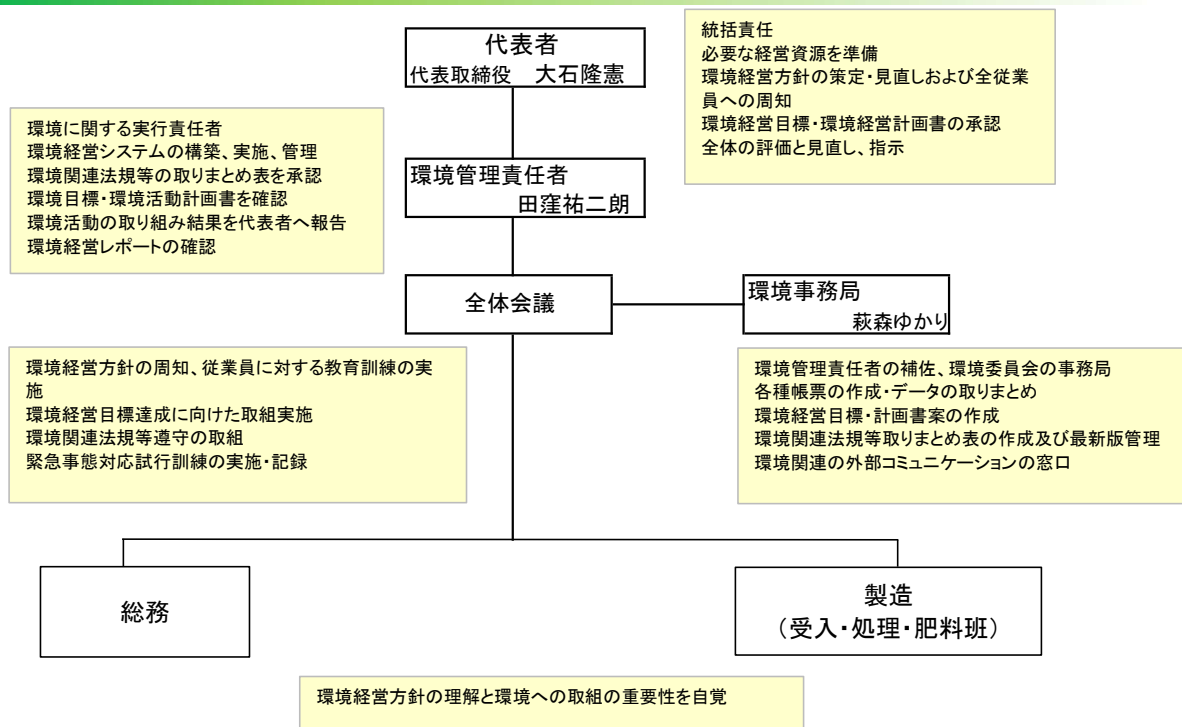 代表者
代表取締役 大石隆憲
統括責任
必要な経営資源を準備
環境経営方針の策定・見直しおよび全従業
員への周知
環境経営目標・環境経営計画書の承認
全体の評価と見直し、指示
環境に関する実行責任者
環境経営システムの構築、実施、管理
環境関連法規等の取りまとめ表を承認
環境目標・環境活動計画書を確認
環境活動の取り組み結果を代表者へ報告
環境経営レポートの確認
環境管理責任者
田窪祐二朗
全体会議
環境事務局
萩森ゆかり
環境経営方針の周知、従業員に対する教育訓練の実
施
環境経営目標達成に向けた取組実施
環境関連法規等遵守の取組
緊急事態対応試行訓練の実施・記録
環境管理責任者の補佐、環境委員会の事務局
各種帳票の作成・データの取りまとめ
環境経営目標・計画書案の作成
環境関連法規等取りまとめ表の作成及び最新版管理
環境関連の外部コミュニケーションの窓口
総務
製造
（受入・処理・肥料班）
環境経営方針の理解と環境への取組の重要性を自覚